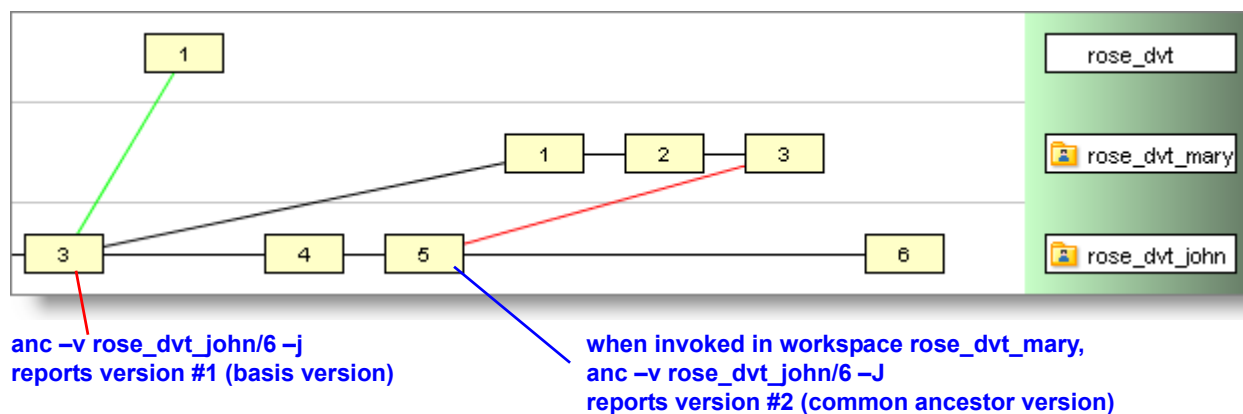 1
rose_dvt
1
2
3
rose_dvt_mary
3
4
5
6
rose_dvt_john
anc –v rose_dvt_john/6 –j
reports version #1 (basis version)
when invoked in workspace rose_dvt_mary,
anc –v rose_dvt_john/6 –J
reports version #2 (common ancestor version)